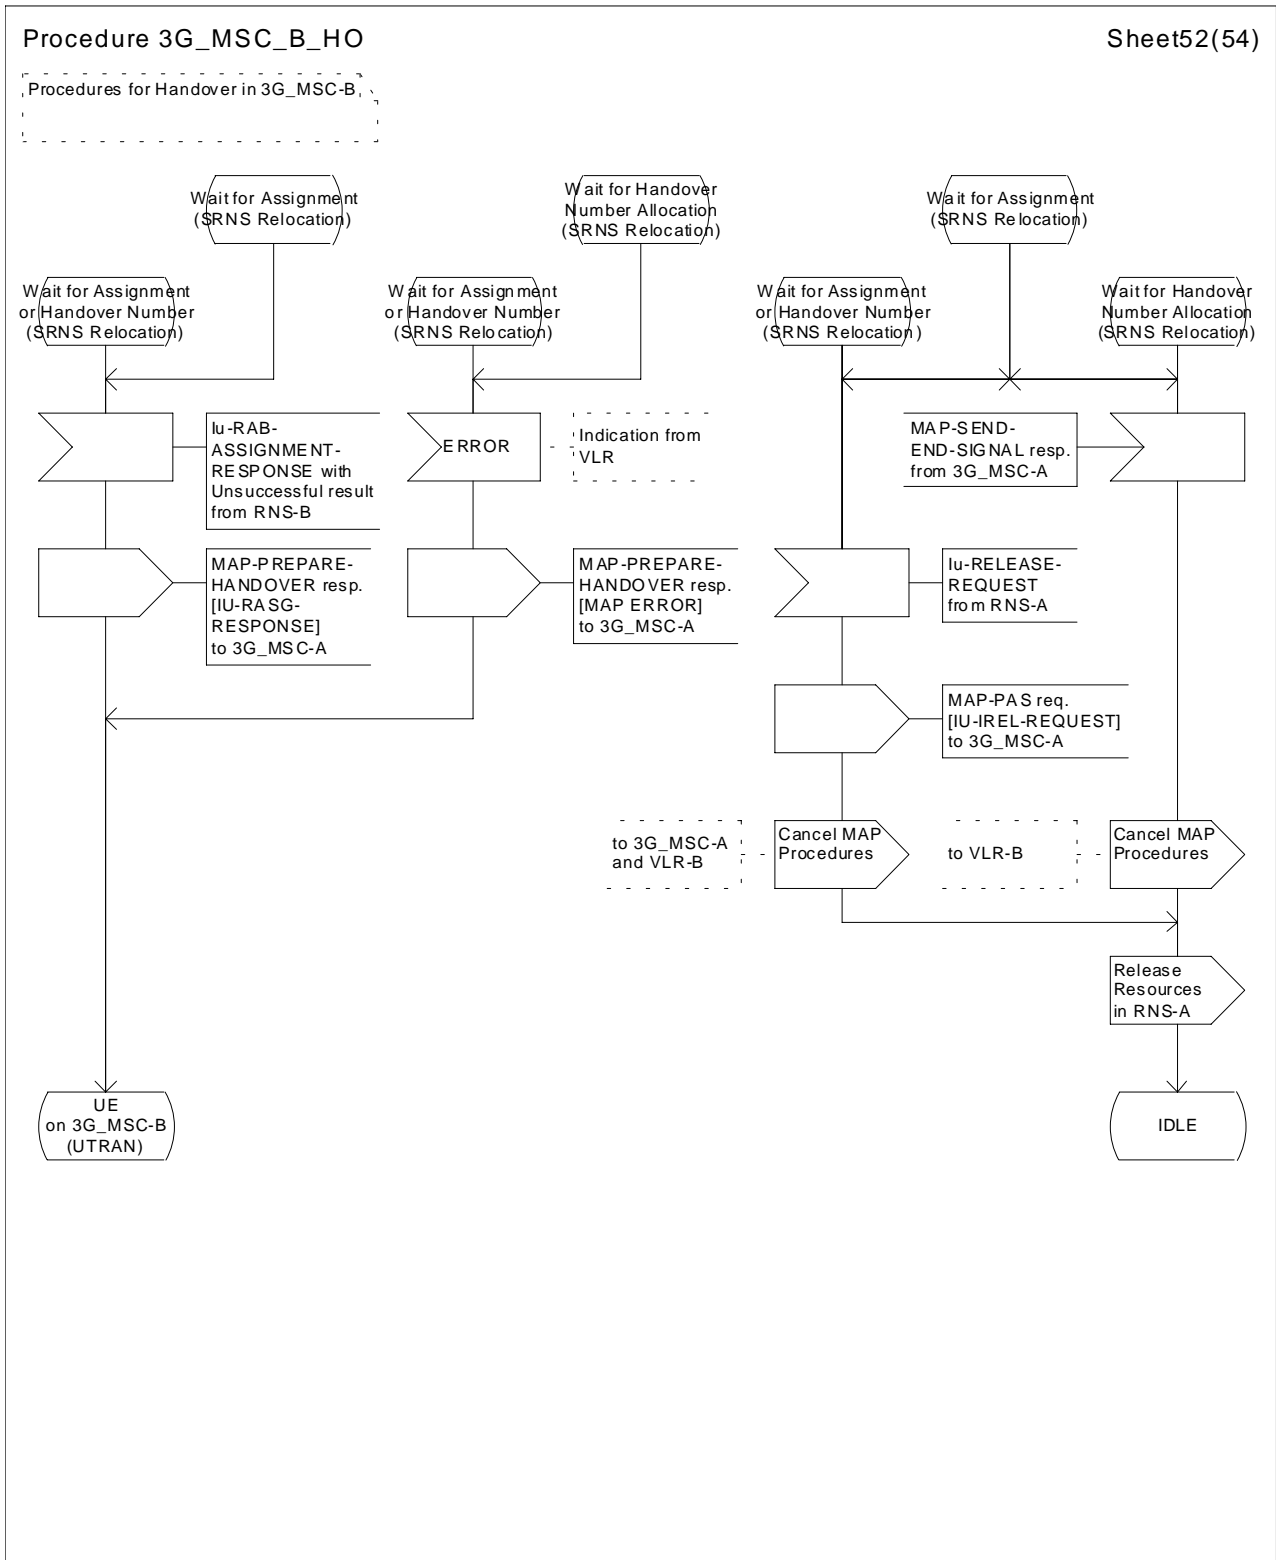 Procedure 3G_MSC_B_HO
Sheet52(54)
Procedures for Handover in 3G_MSC-B
Wait for Assignment
(SRNS Relocation)
Wait for Handover
Number Allocation
(SRNS Relocation)
Wait for Assignment
(SRNS Relocation)
Wait for Assignment
or Handover Number
(SRNS Relocation)
Wait for Assignment
or Handover Number
(SRNS Relocation)
Wait for Assignment
or Handover Number
(SRNS Relocation)
Wait for Handover
Number Allocation
(SRNS Relocation)
Iu-RAB-
ASSIGNMENT-
RESPONSE with
Unsuccessful result
from RNS-B
ERROR
Indication from
VLR
MAP-SEND-
END-SIGNAL resp.
from 3G_MSC-A
MAP-PREPARE-
HANDOVER resp.
[IU-RASG-
RESPONSE]
to 3G_MSC-A
MAP-PREPARE-
HANDOVER resp.
[MAP ERROR]
to 3G_MSC-A
Iu-RELEASE-
REQUEST
from RNS-A
MAP-PAS req.
[IU-IREL-REQUEST]
to 3G_MSC-A
to 3G_MSC-A
and VLR-B
Cancel MAP
Procedures
to VLR-B
Cancel MAP
Procedures
Release
Resources
in RNS-A
UE
on 3G_MSC-B
(UTRAN)
IDLE